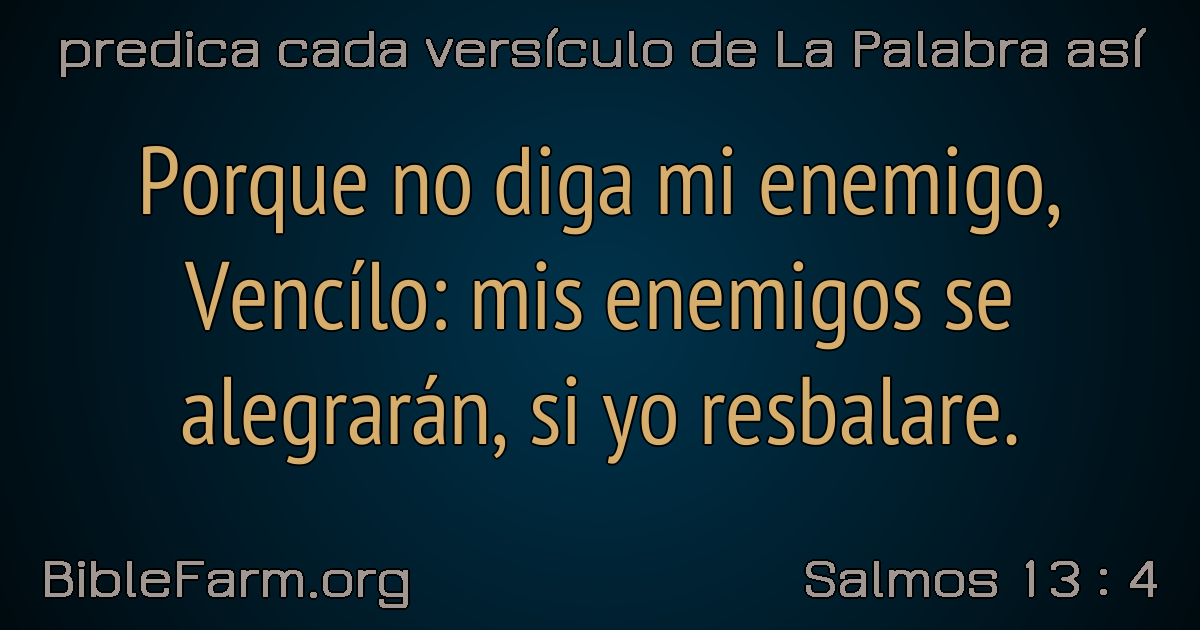 predica cada versículo de La Palabra así
Porque no diga mi enemigo,
Vencílo: mis enemigos se
alegrarán, si yo resbalare.
BibleFarm.org
Salmos 13 : 4